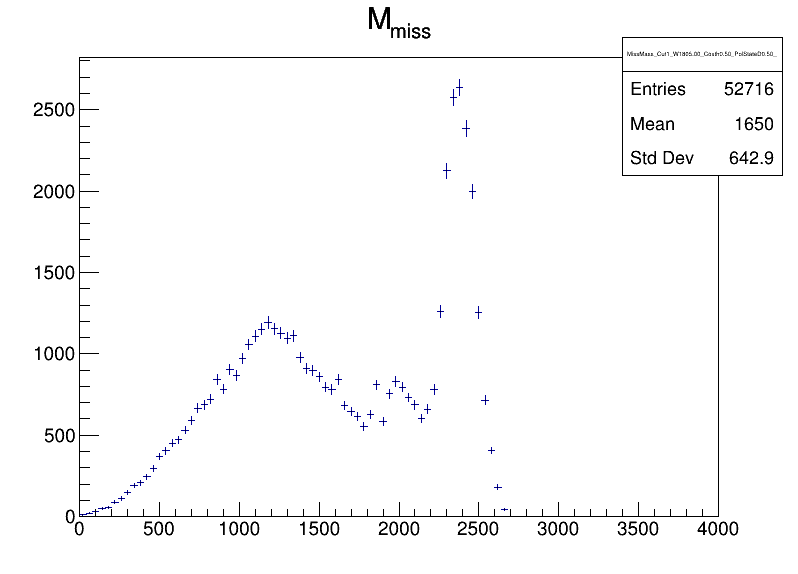 M_miss
MissMass_Cut1_W1805.00_Costh0.50_PolStateD0.50_
Entries 52716
Mean 1650
Std Dev 642.9
2500
2000
1500
1000
500
0
0 500 1000 1500 2000 2500 3000 3500 4000